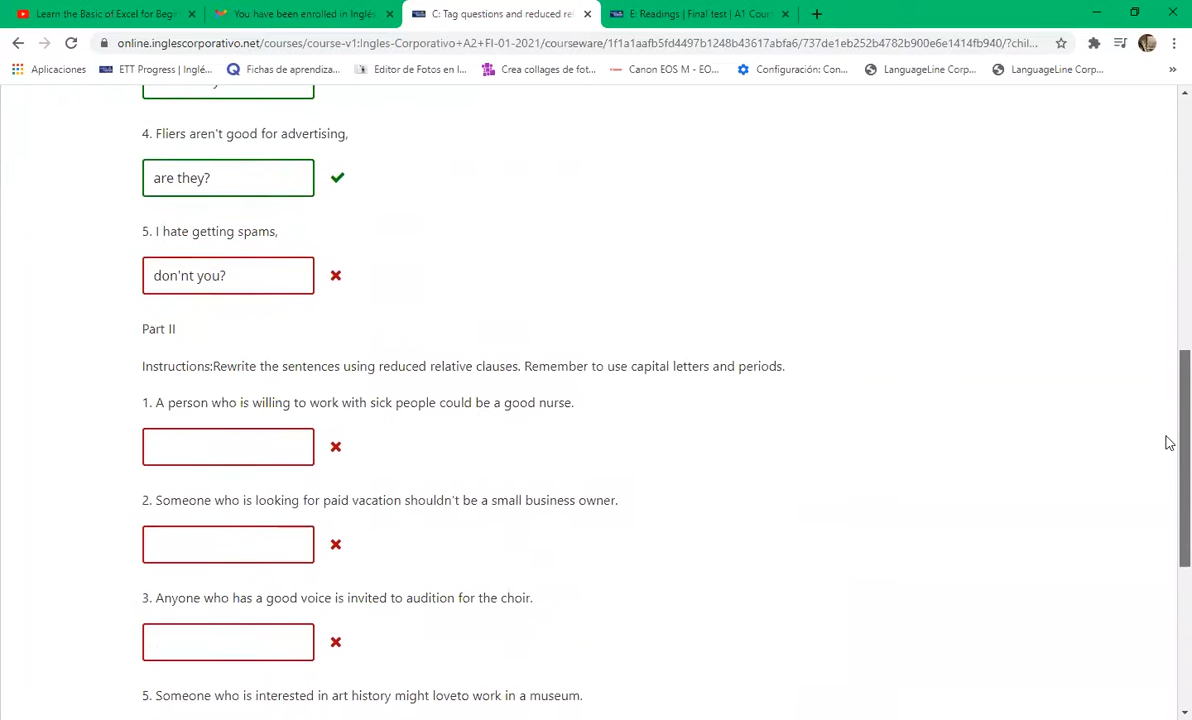 Learn the Basic of Excel for Begi
You have been enrolled in Inglés
C: Tag questions and reduced re
E: Readings | Final test | A1 Cour
online.inglescorporativo.net/courses/course-v1:Ingles-Corporativo+A2+FI-01-2021/courseware/1f1a1aafb5fd4497b1248b43617abfa6/737de1eb252b4782b900e6e1414fb940/?chil...
Aplicaciones
ETT Progress | Inglé...
Fichas de aprendiza...
Editor de Fotos en l...
Crea collages de fot...
Canon EOS M - EO...
Configuración: Con...
LanguageLine Corp...
LanguageLine Corp...
»
4. Fliers aren't good for advertising,
are they?
5. I hate getting spams,
don'nt you?
Part II
Instructions:Rewrite the sentences using reduced relative clauses. Remember to use capital letters and periods.
1. A person who is willing to work with sick people could be a good nurse.
2. Someone who is looking for paid vacation shouldn't be a small business owner.
3. Anyone who has a good voice is invited to audition for the choir.
5. Someone who is interested in art history might loveto work in a museum.